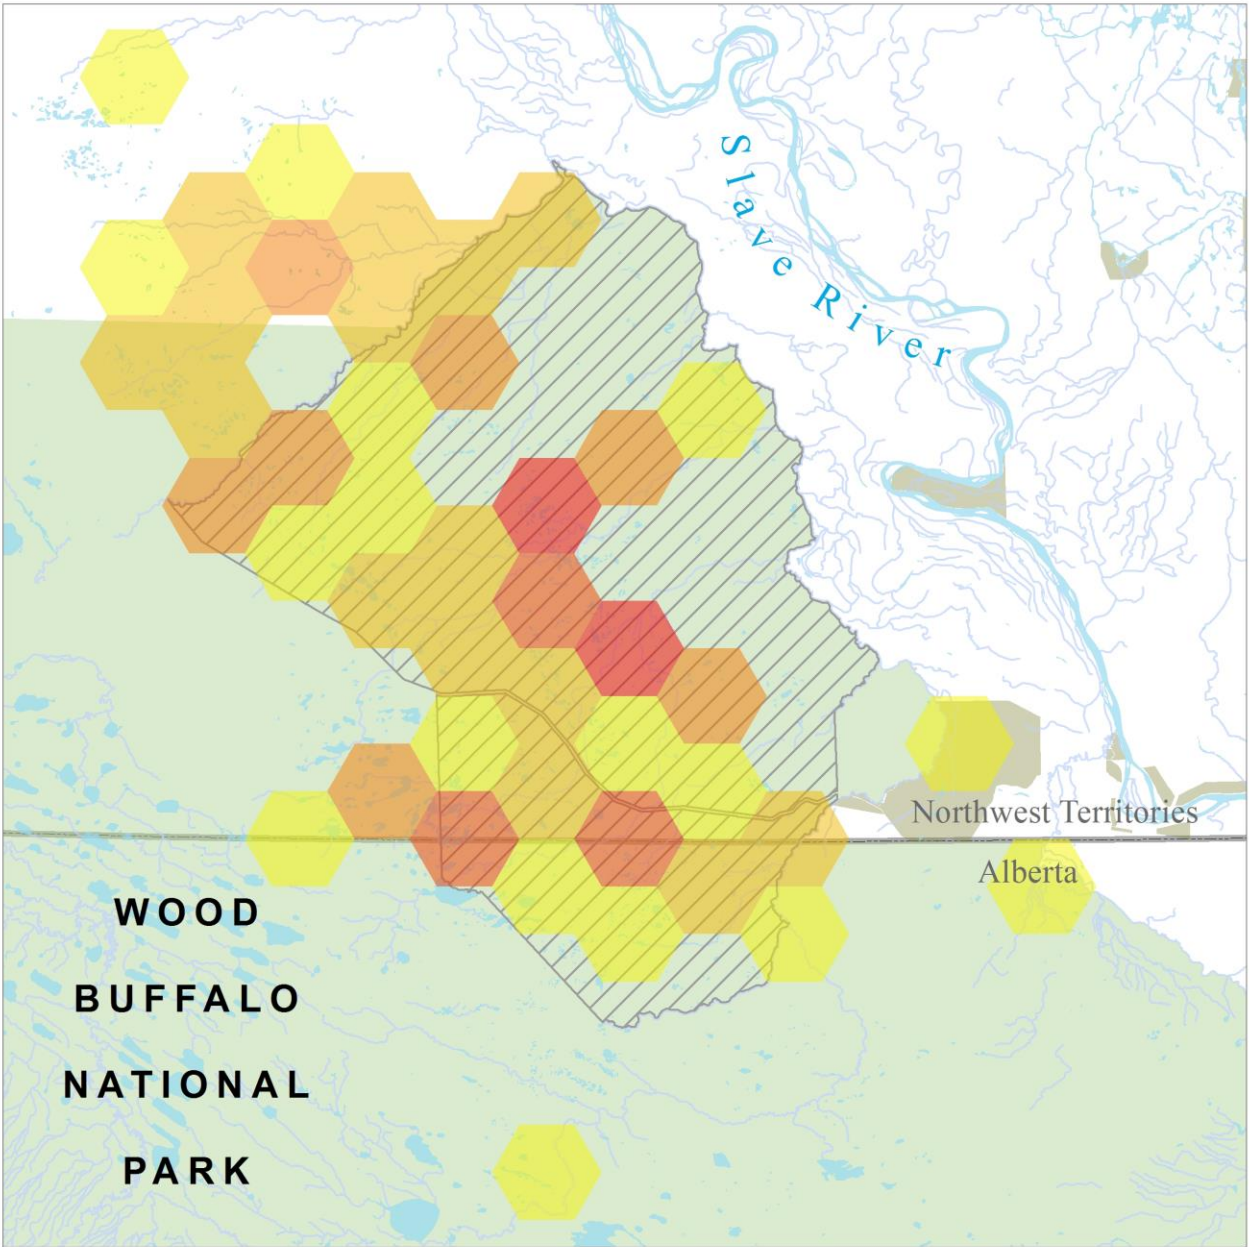 Slave River
Northwest Territories
Alberta
WOOD
BUFFALO
NATIONAL
PARK